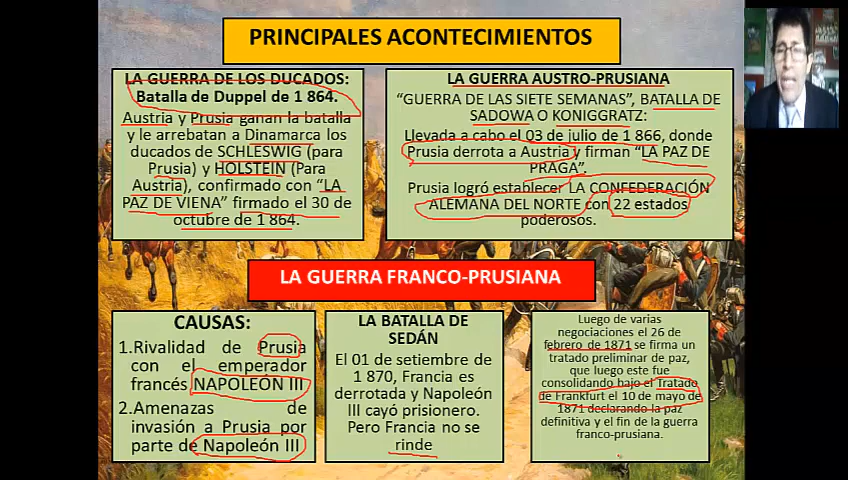 PRINCIPALES ACONTECIMIENTOS
LA GUERRA DE LOS DUCADOS:
Batalla de Duppel de 1 864.
Austria y Prusia ganan la batalla
y le arrebatan a Dinamarca los
ducados de SCHLESWIG (para
Prusia) y HOLSTEIN (Para
Austria), confirmado con “LA
PAZ DE VIENA” firmado el 30 de
octubre de 1 864.
LA GUERRA AUSTRO-PRUSIANA
“GUERRA DE LAS SIETE SEMANAS”, BATALLA DE
SADOWA O KONIGGRATZ:
Llevada a cabo el 03 de julio de 1 866, donde
Prusia derrota a Austria y firman “LA PAZ DE
PRAGA”.
Prusia logró establecer LA CONFEDERACIÓN
ALEMANA DEL NORTE con 22 estados
poderosos.
LA GUERRA FRANCO-PRUSIANA
CAUSAS:
1.Rivalidad de Prusia
con el emperador
francés NAPOLEÓN III
2.Amenazas de
invasión a Prusia por
parte de Napoleón III
LA BATALLA DE
SEDÁN
El 01 de setiembre de
1 870, Francia es
derrotada y Napoleón
III cayó prisionero.
Pero Francia no se
rinde
Luego de varias
negociaciones el 26 de
febrero de 1871 se firma un
tratado preliminar de paz,
que luego este fue
consolidando bajo el Tratado
de Frankfurt el 10 de mayo de
1871 declarando la paz
definitiva y el fin de la guerra
franco-prusiana.